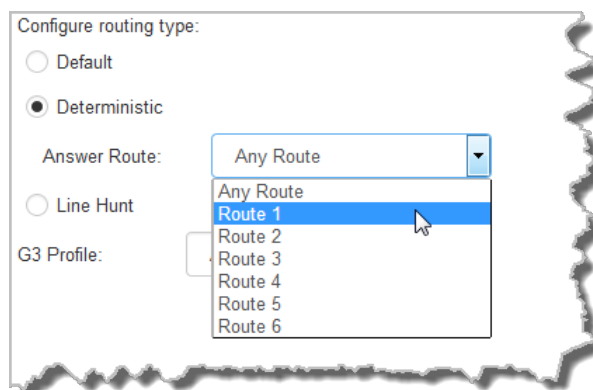 Configure routing type:
Default
Deterministic
Answer Route: Any Route
Any Route
Line Hunt
Route 1
Route 2
G3 Profile:
Route 3
Route 4
Route 5
Route 6